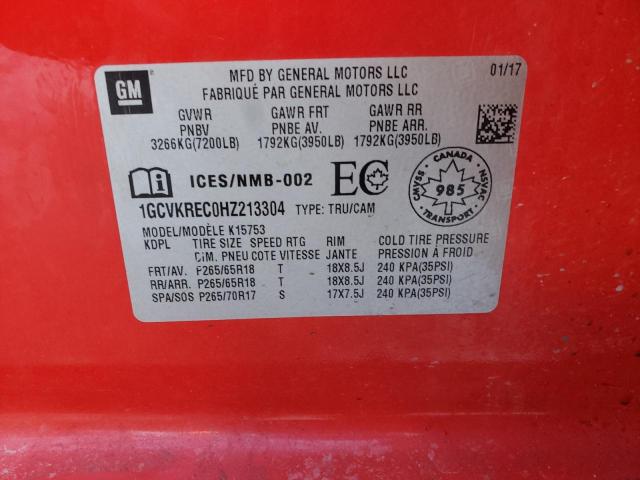 GM
MFD BY GENERAL MOTORS LLC 01/17
FABRIQUÉ PAR GENERAL MOTORS LLC
GVWR GAWR FRT GAWR RR
PNBV PNBE AV. PNBE ARR.
3266KG(7200LB) 1792KG(3950LB) 1792KG(3950LB)
ICES/NMB-002 EC
CANADA
CMVSS 985 NSVAC
TRANSPORT
1GCVKREC0HZ213304 TYPE: TRU/CAM
MODEL/MODÈLE K15753
KDPL TIRE SIZE SPEED RTG RIM COLD TIRE PRESSURE
DIM. PNEU COTE VITESSE JANTE PRESSION À FROID
FRT/AV. P265/65R18 T 18X8.5J 240 KPA(35PSI)
RR/ARR. P265/65R18 T 18X8.5J 240 KPA(35PSI)
SPA/SOS P265/70R17 S 17X7.5J 240 KPA(35PSI)